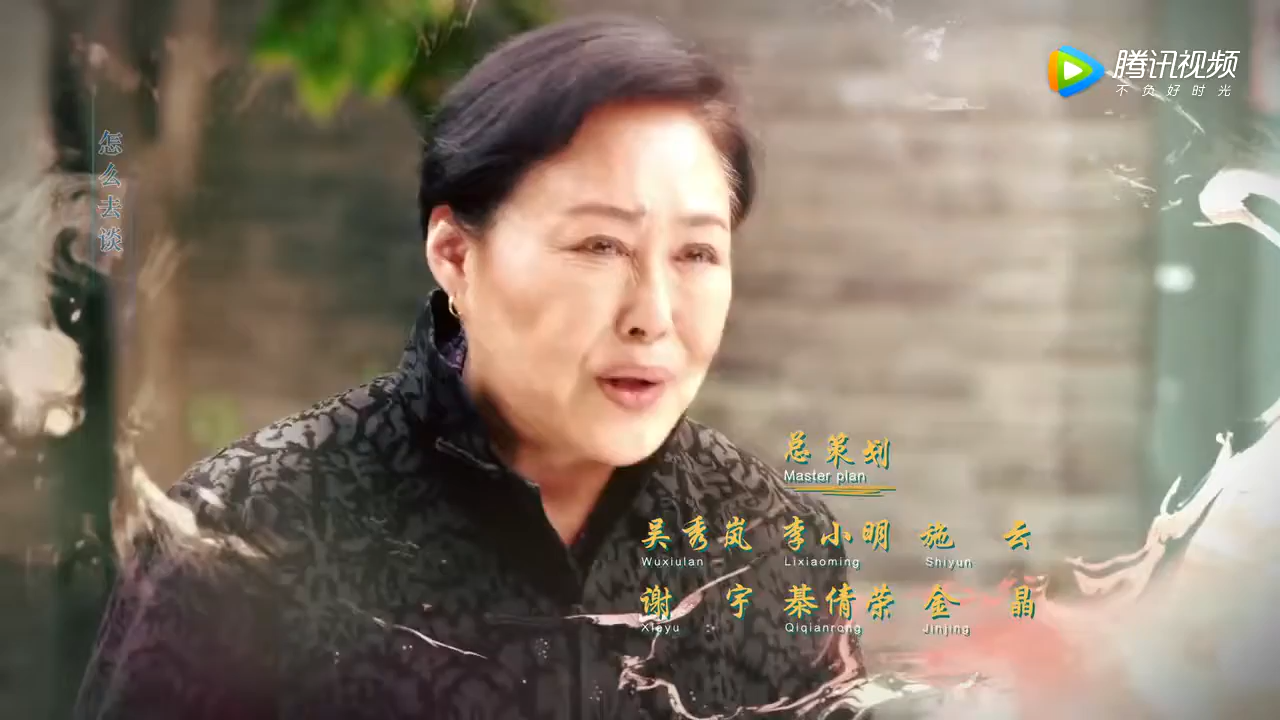 腾讯视频
不负好时光
怎么去谈
总策划
Master plan
吴秀岚 李小明 施云
Wuxiulan Lixiaoming Shiyun
谢宇 綦倩荣 金晶
Xieyu Qiqianrong Jinjing